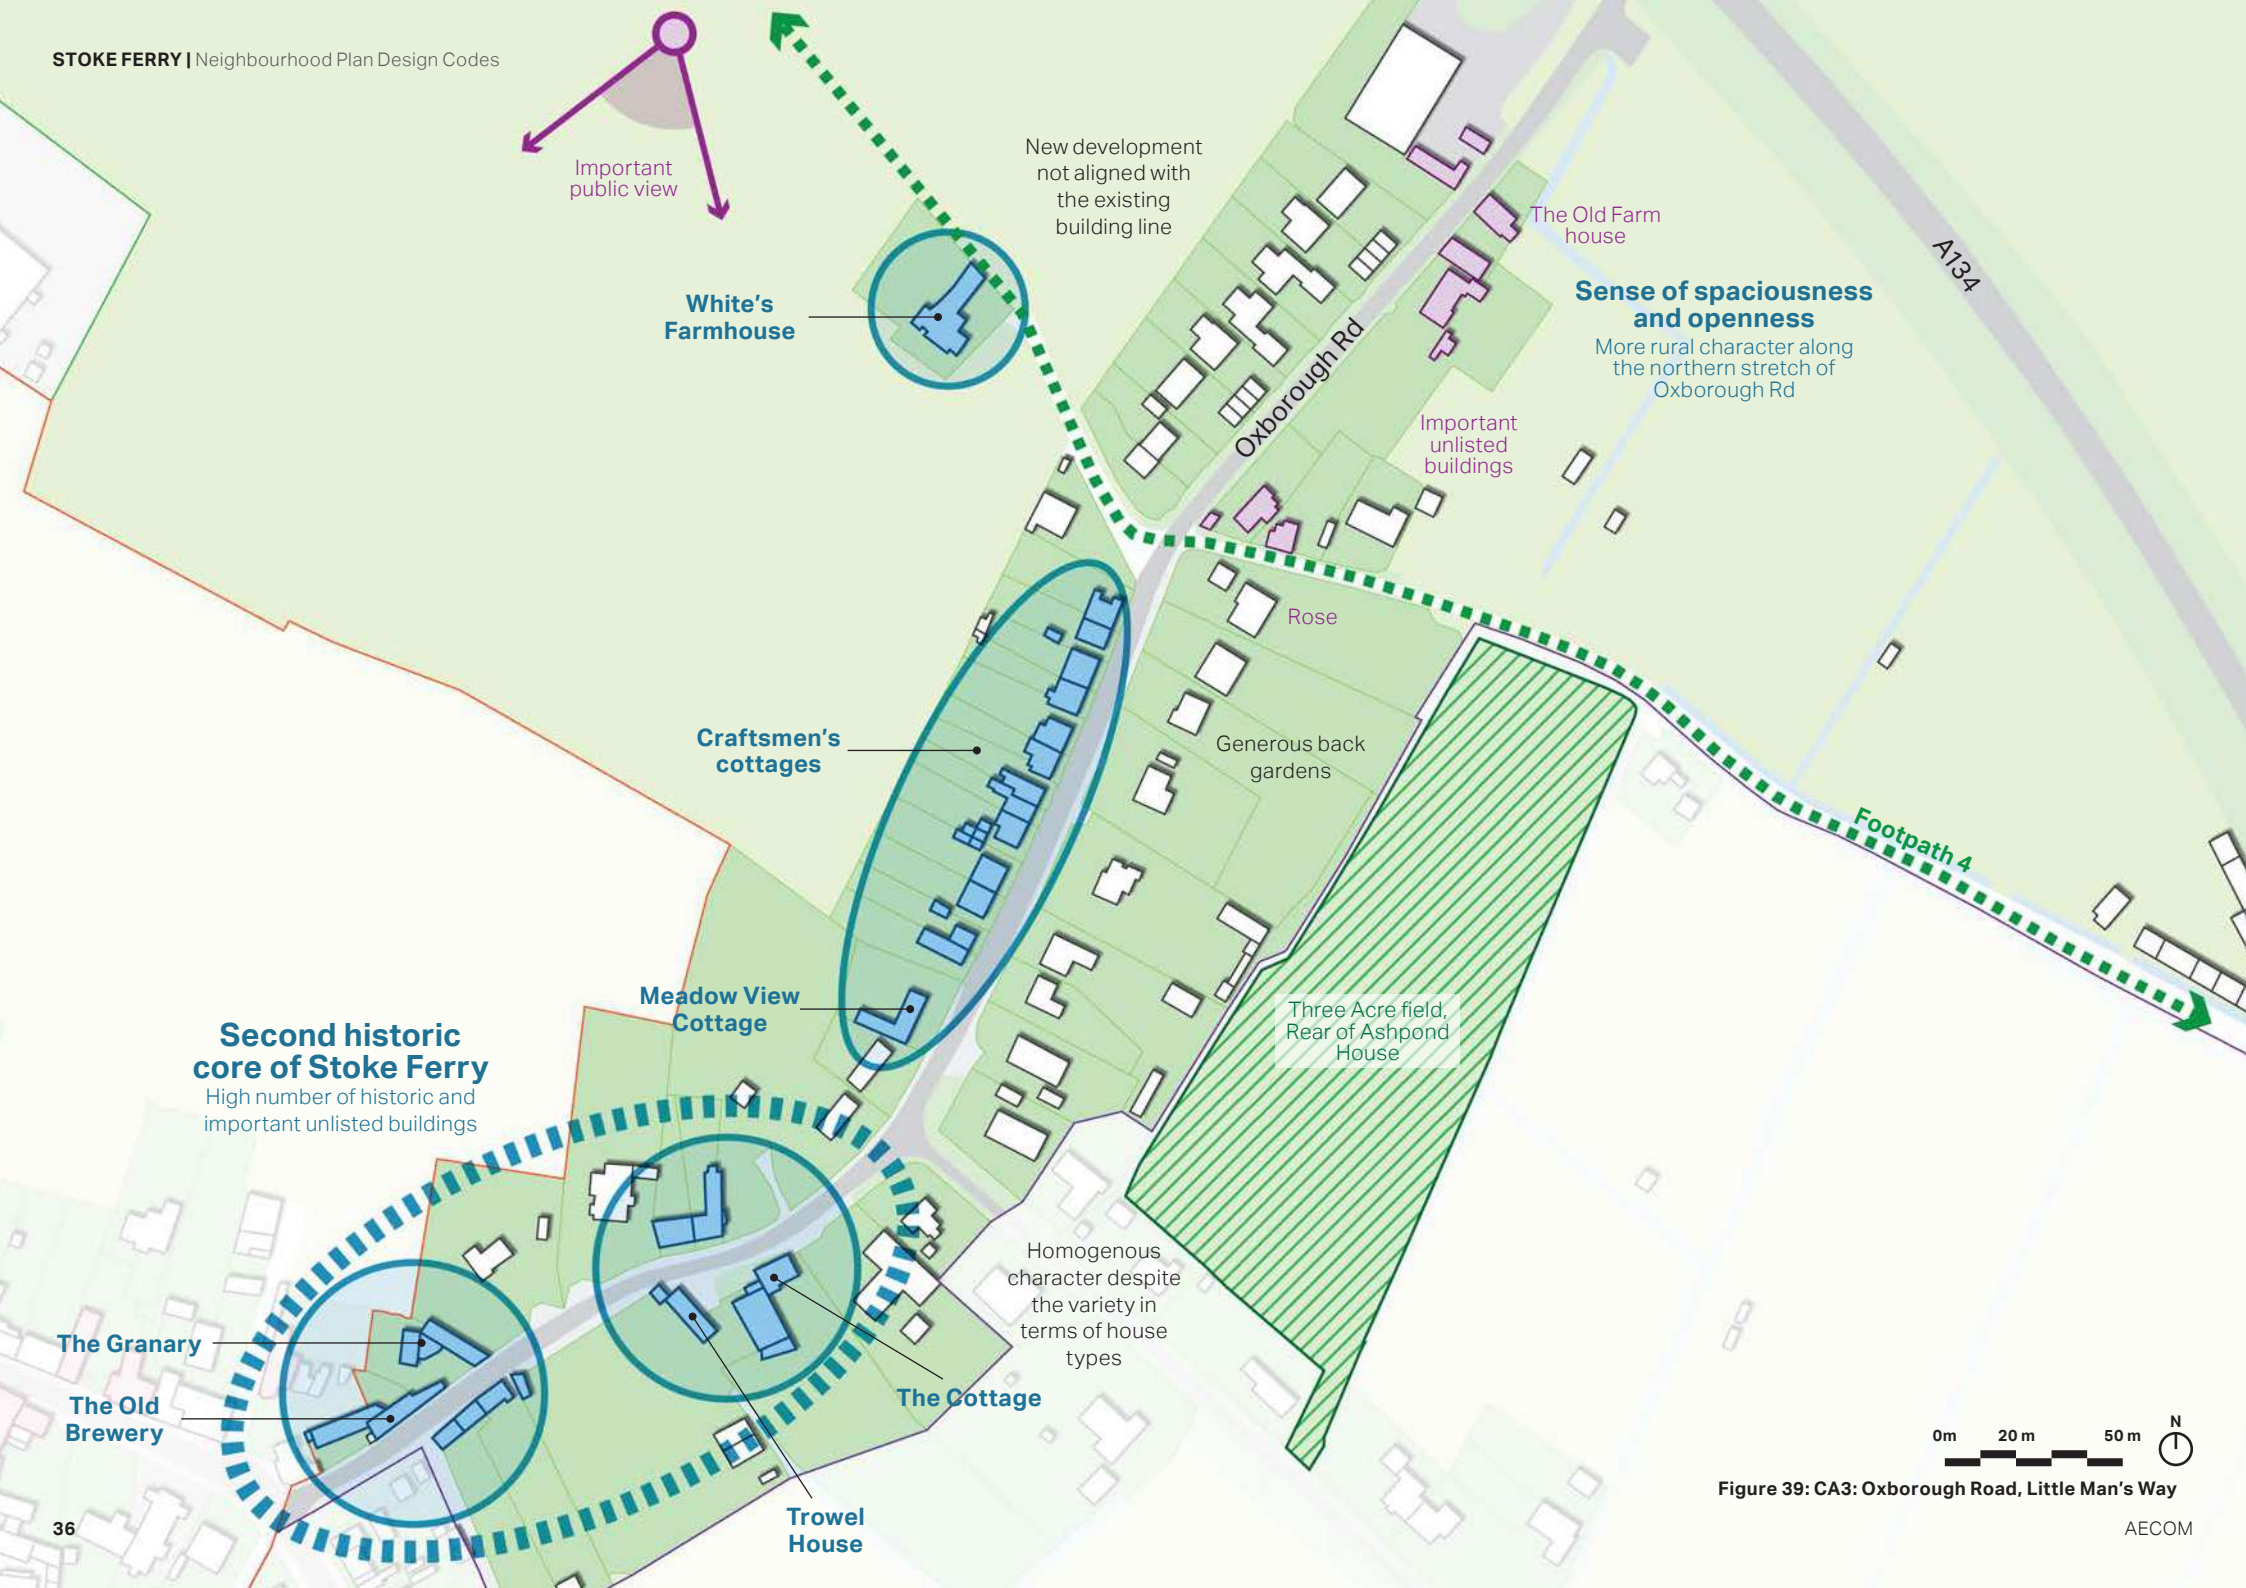 STOKE FERRY | Neighbourhood Plan Design Codes
Important
public view
New development
not aligned with
the existing
building line
The Old Farm
house
A134
White's
Farmhouse
Sense of spaciousness
and openness
More rural character along
the northern stretch of
Oxborough Rd
Oxborough Rd
Important
unlisted
buildings
Rose
Craftsmen's
cottages
Generous back
gardens
Footpath 4
Meadow View
Cottage
Three Acre field,
Rear of Ashpond
House
Second historic
core of Stoke Ferry
High number of historic and
important unlisted buildings
Homogenous
character despite
the variety in
terms of house
types
The Granary
The Old
Brewery
The Cottage
Trowel
House
0m 20 m 50 m
N
Figure 39: CA3: Oxborough Road, Little Man's Way
36
AECOM